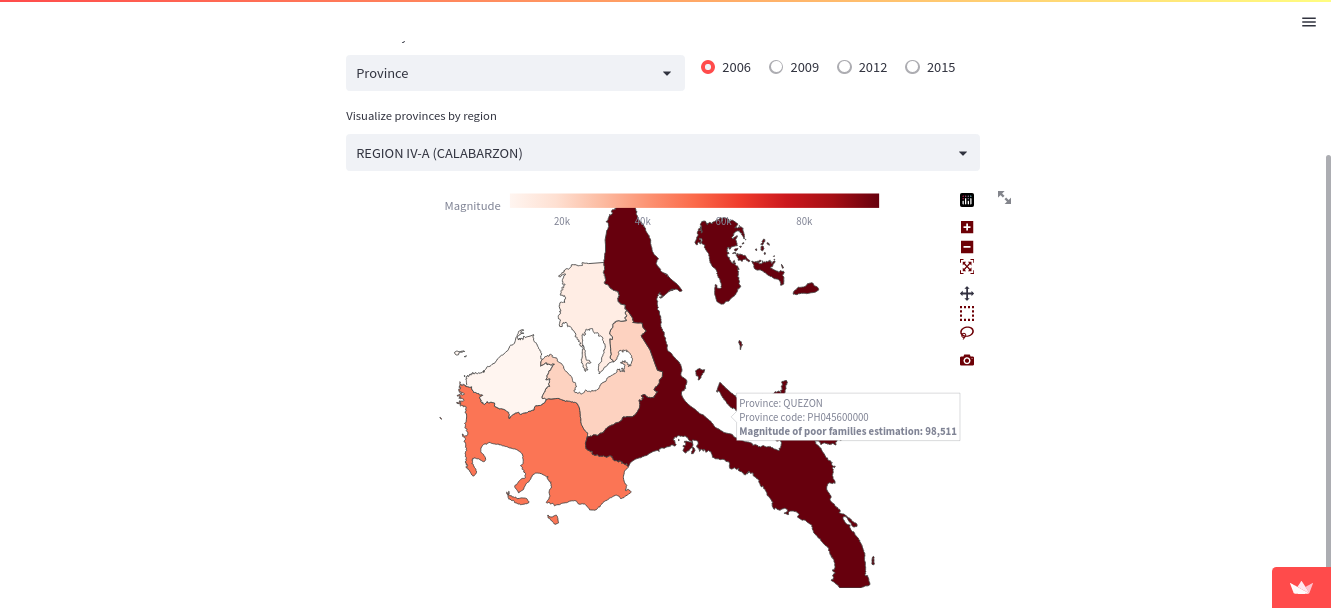 Province
2006
2009
2012
2015
Visualize provinces by region
REGION IV-A (CALABARZON)
Magnitude
20k
40k
60k
80k
Province: QUEZON
Province code: PH045600000
Magnitude of poor families estimation: 98,511